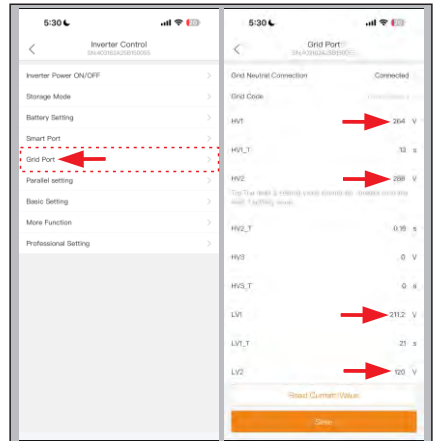 5:30
Inverter Control
Inverter Power ON/OFF
Storage Mode
Battery Setting
Smart Port
Grid Port
Parallel setting
Basic Setting
More Function
Professional Setting
5:30
Grid Port
Grid Neutral Connection Connected
Grid Code
HV1 264 V
HV1_T 13 s
HV2 288 V
HV2_T 0.16 s
HV3 0 V
HV3_T 0 s
LV1 211.2 V
LV1_T 21 s
LV2 120 V
Read Current Value
Save